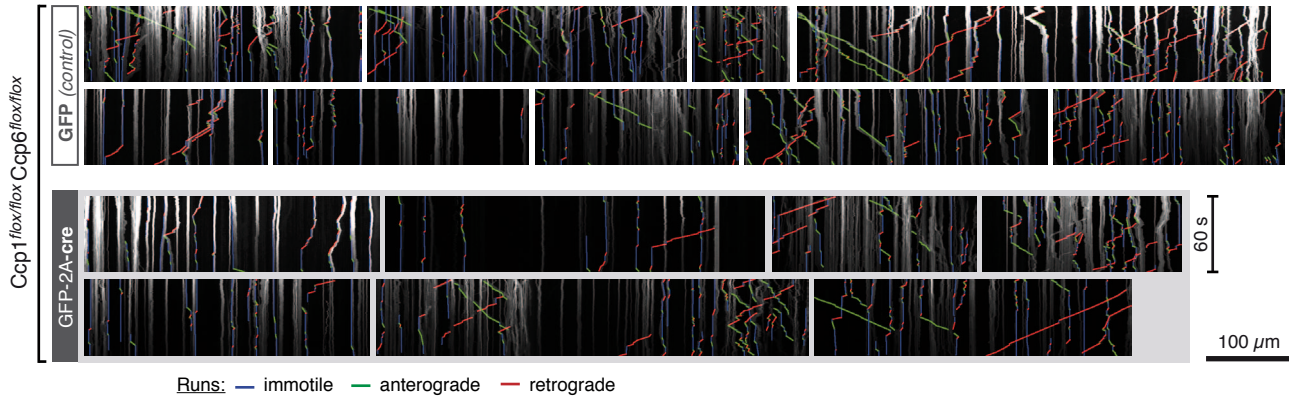 Ccp1flox/flox Ccp6flox/flox
GFP (control)
GFP-2A-cre
60 s
100 µm
Runs: immotile anterograde retrograde